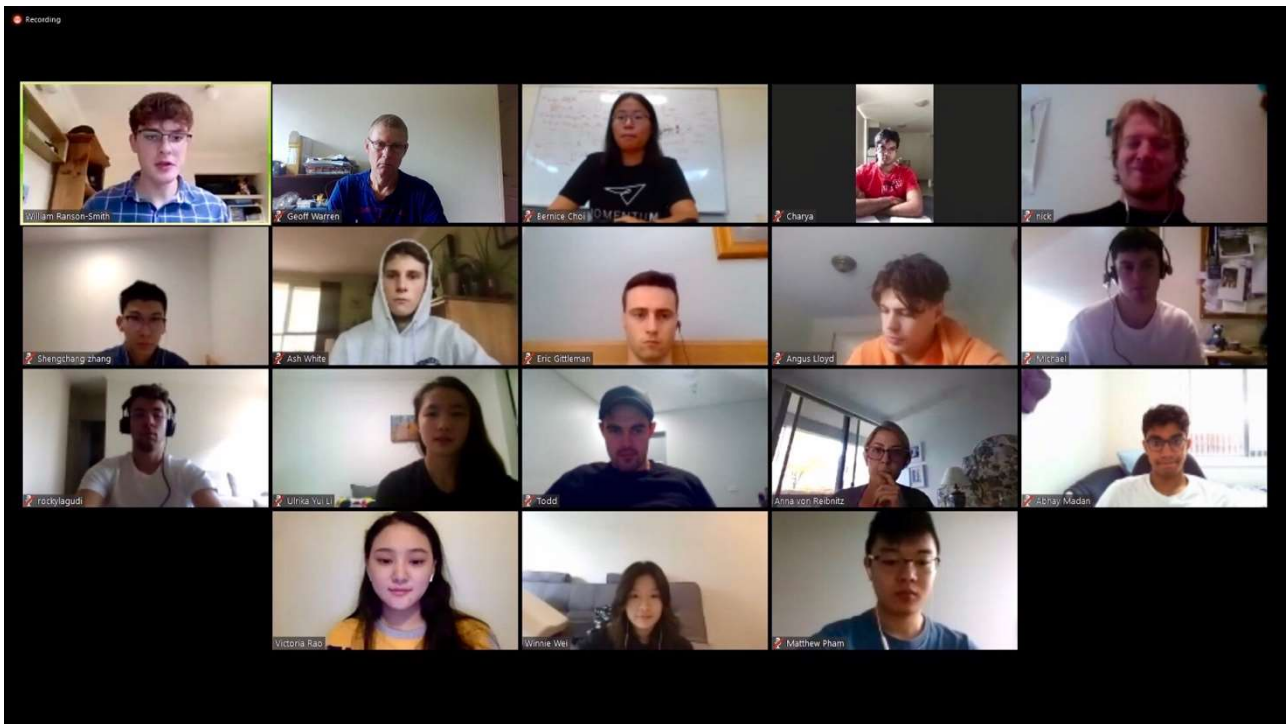 Recording
William Ranson-Smith
Geoff Warren
Bernice Choi
Charya
nick
MOMENTUM
Shengchang zhang
Ash White
Eric Gittleman
Angus Lloyd
Michael
rockylagudi
Ulrika Yui Li
Todd
Anna von Reibnitz
Abhay Madan
Victoria Rao
Winnie Wei
Matthew Pham